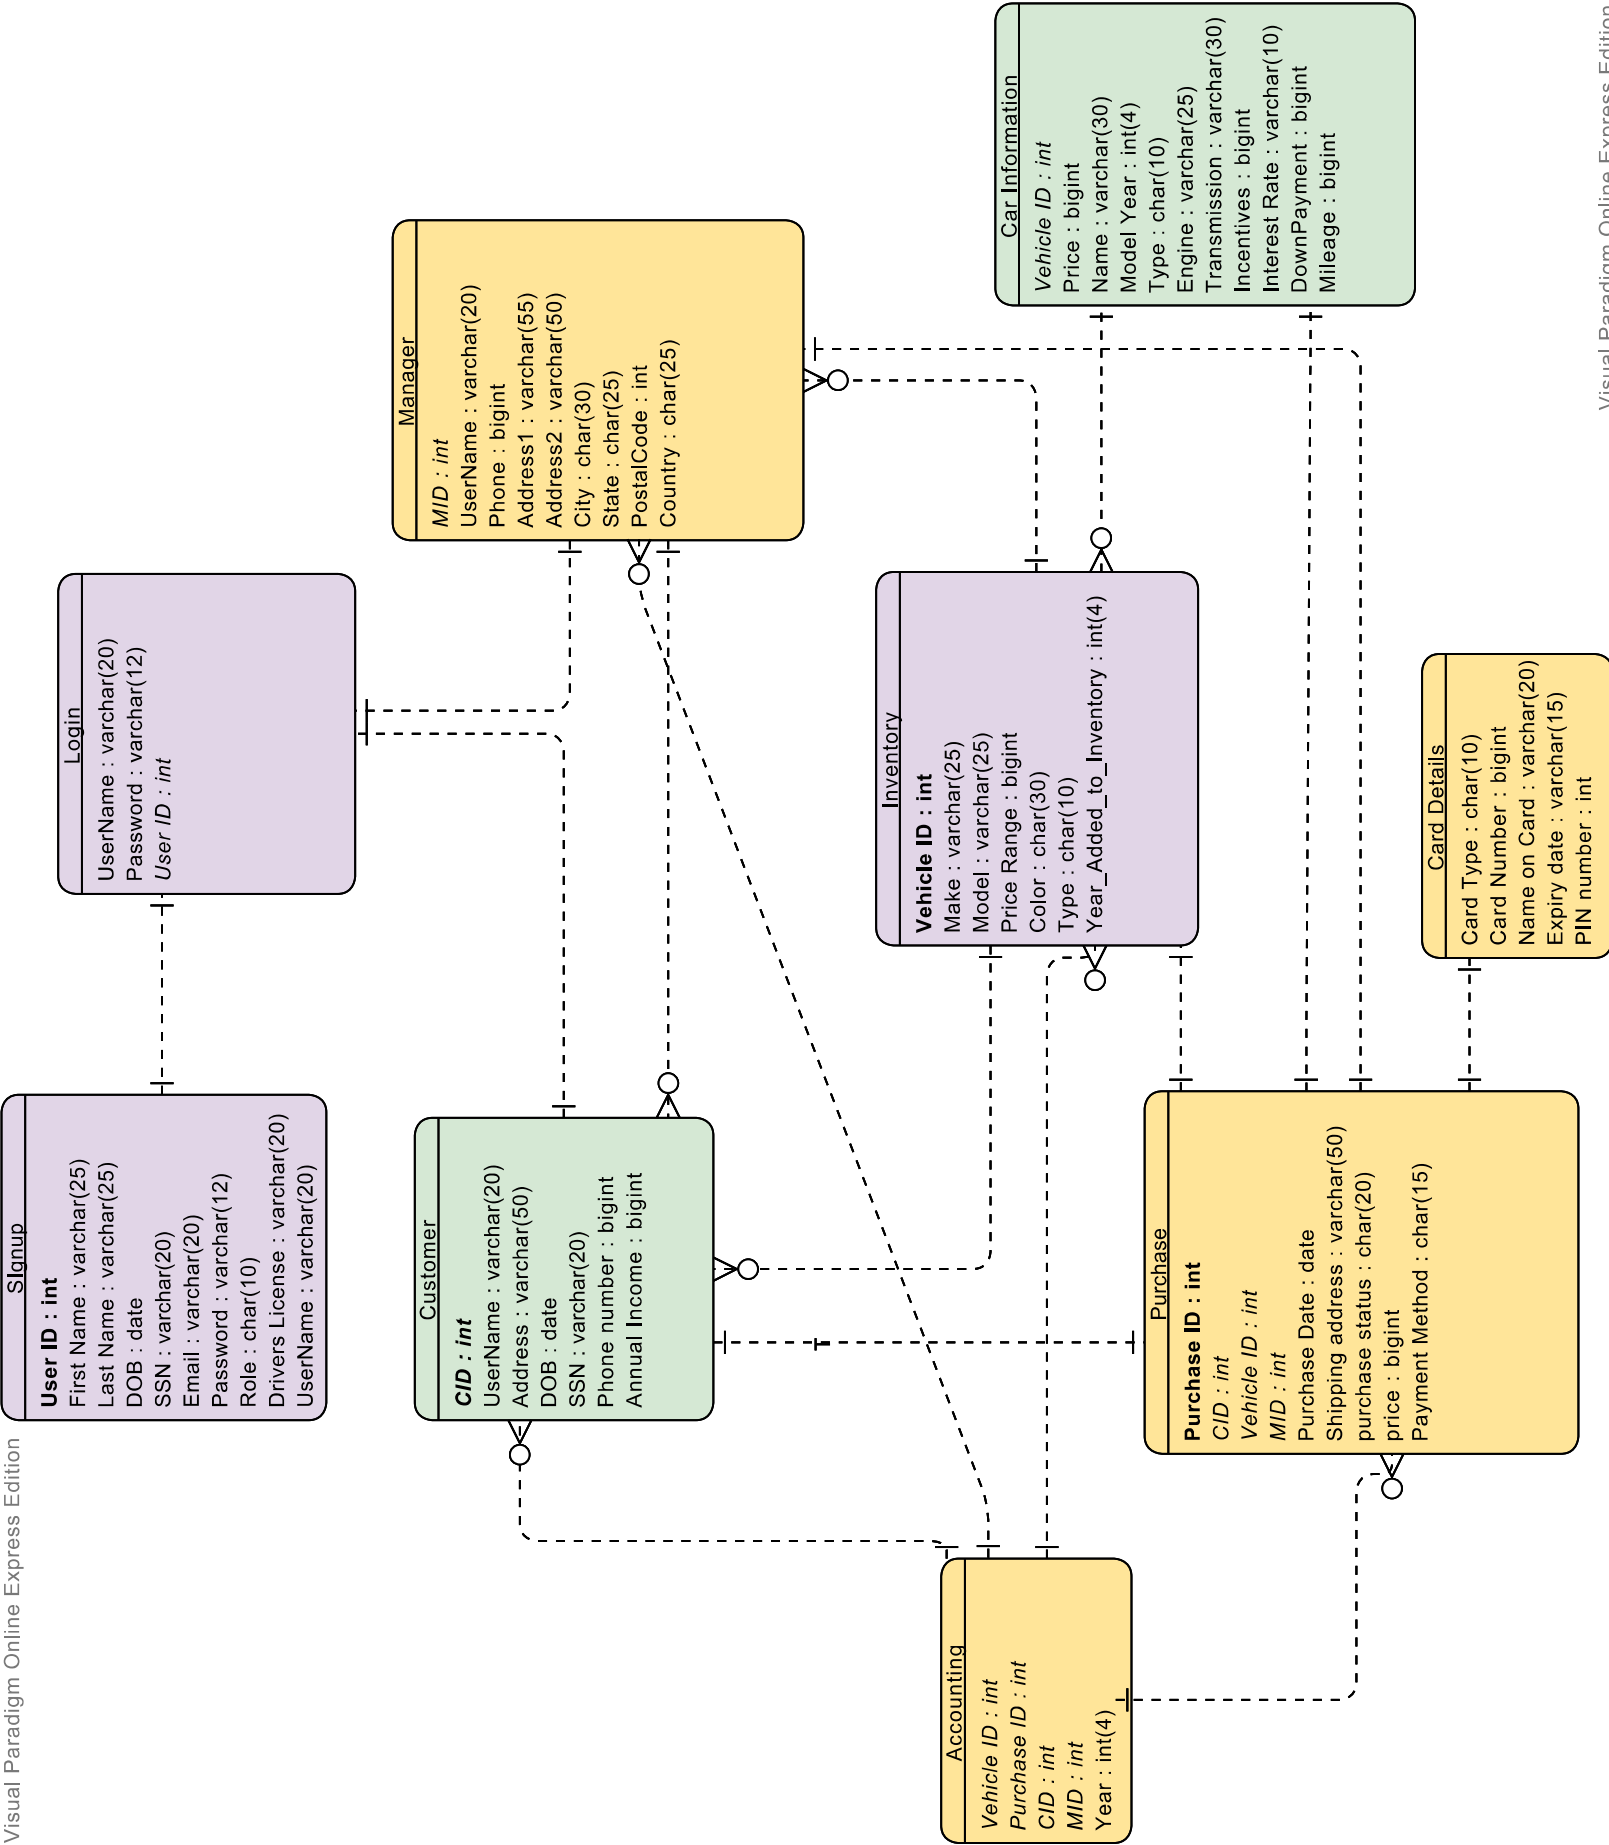 Visual Paradigm Online Express Edition
SIgnup
User ID : int
First Name : varchar(25)
Last Name : varchar(25)
DOB : date
SSN : varchar(20)
Email : varchar(20)
Password : varchar(12)
Role : char(10)
Drivers License : varchar(20)
UserName : varchar(20)
Login
UserName : varchar(20)
Password : varchar(12)
User ID : int
Manager
MID : int
UserName : varchar(20)
Phone : bigint
Address1 : varchar(55)
Address2 : varchar(50)
City : char(30)
State : char(25)
PostalCode : int
Country : char(25)
Customer
CID : int
UserName : varchar(20)
Address : varchar(50)
DOB : date
SSN : varchar(20)
Phone number : bigint
Annual Income : bigint
Inventory
Vehicle ID : int
Make : varchar(25)
Model : varchar(25)
Price Range : bigint
Color : char(30)
Type : char(10)
Year_Added_to_Inventory : int(4)
Car Information
Vehicle ID : int
Price : bigint
Name : varchar(30)
Model Year : int(4)
Type : char(10)
Engine : varchar(25)
Transmission : varchar(30)
Incentives : bigint
Interest Rate : varchar(10)
DownPayment : bigint
Mileage : bigint
Accounting
Vehicle ID : int
Purchase ID : int
CID : int
MID : int
Year : int(4)
Purchase
Purchase ID : int
CID : int
Vehicle ID : int
MID : int
Purchase Date : date
Shipping address : varchar(50)
purchase status : char(20)
price : bigint
Payment Method : char(15)
Card Details
Card Type : char(10)
Card Number : bigint
Name on Card : varchar(20)
Expiry date : varchar(15)
PIN number : int
Visual Paradigm Online Express Edition